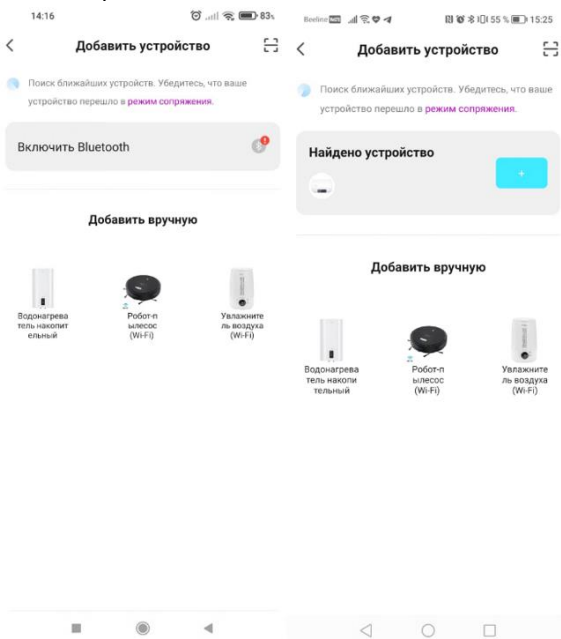 14:16
83%
Добавить устройство
Поиск ближайших устройств. Убедитесь, что ваше
устройство перешло в режим сопряжения.
Включить Bluetooth
Добавить вручную
Водонагрева
тель накопит
ельный
Робот-п
ылесос
(Wi-Fi)
Увлажните
ль воздуха
(Wi-Fi)
Beeline
55 %
15:25
Добавить устройство
Поиск ближайших устройств. Убедитесь, что ваше
устройство перешло в режим сопряжения.
Найдено устройство
+
Добавить вручную
Водонагрева
тель накопи
тельный
Робот-п
ылесос
(Wi-Fi)
Увлажните
ль воздуха
(Wi-Fi)